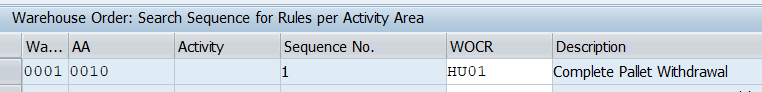 Warehouse Order: Search Sequence for Rules per Activity Area
Wa... AA Activity Sequence No. WOCR Description
0001 0010 1 HU01 Complete Pallet Withdrawal